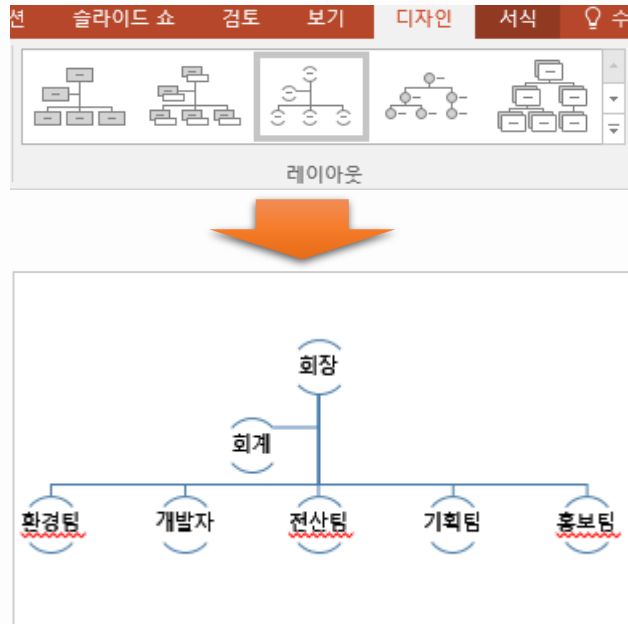 션 슬라이드 쇼 검토 보기 디자인 서식 수
레이아웃
회장
회계
환경팀 개발자 전산팀 기획팀 홍보팀